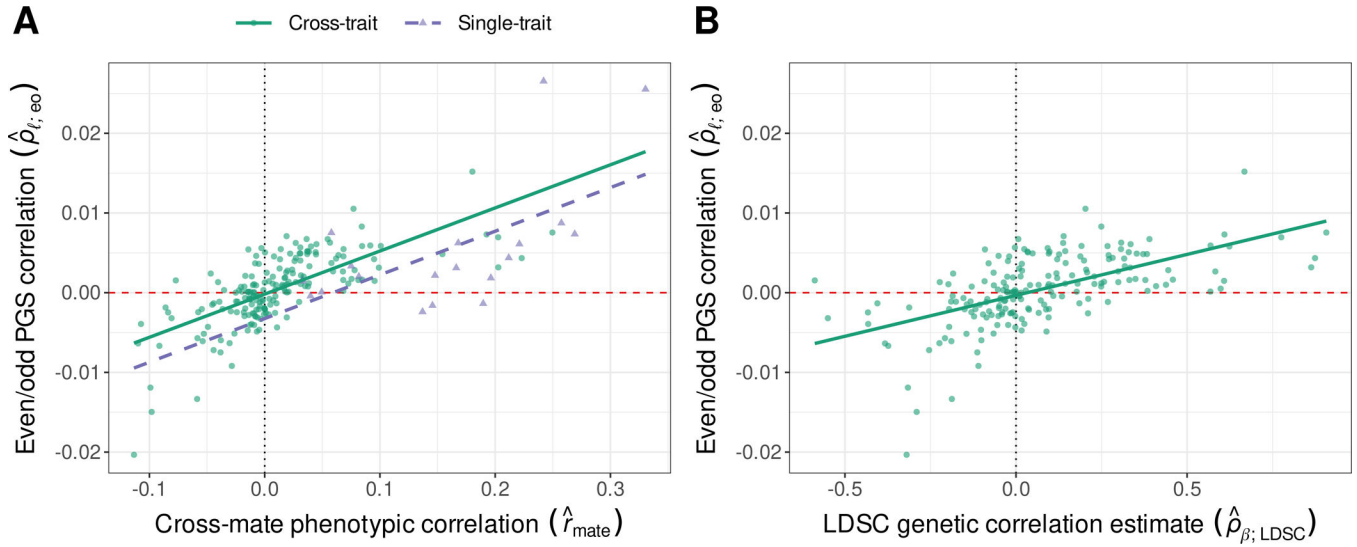 A
Cross-trait Single-trait
Even/odd PGS correlation (ρ̂ℓ; eo)
0.02
0.01
0.00
-0.01
-0.02
-0.1 0.0 0.1 0.2 0.3
Cross-mate phenotypic correlation (r̂mate)
B
Even/odd PGS correlation (ρ̂ℓ; eo)
0.02
0.01
0.00
-0.01
-0.02
-0.5 0.0 0.5
LDSC genetic correlation estimate (ρ̂β; LDSC)